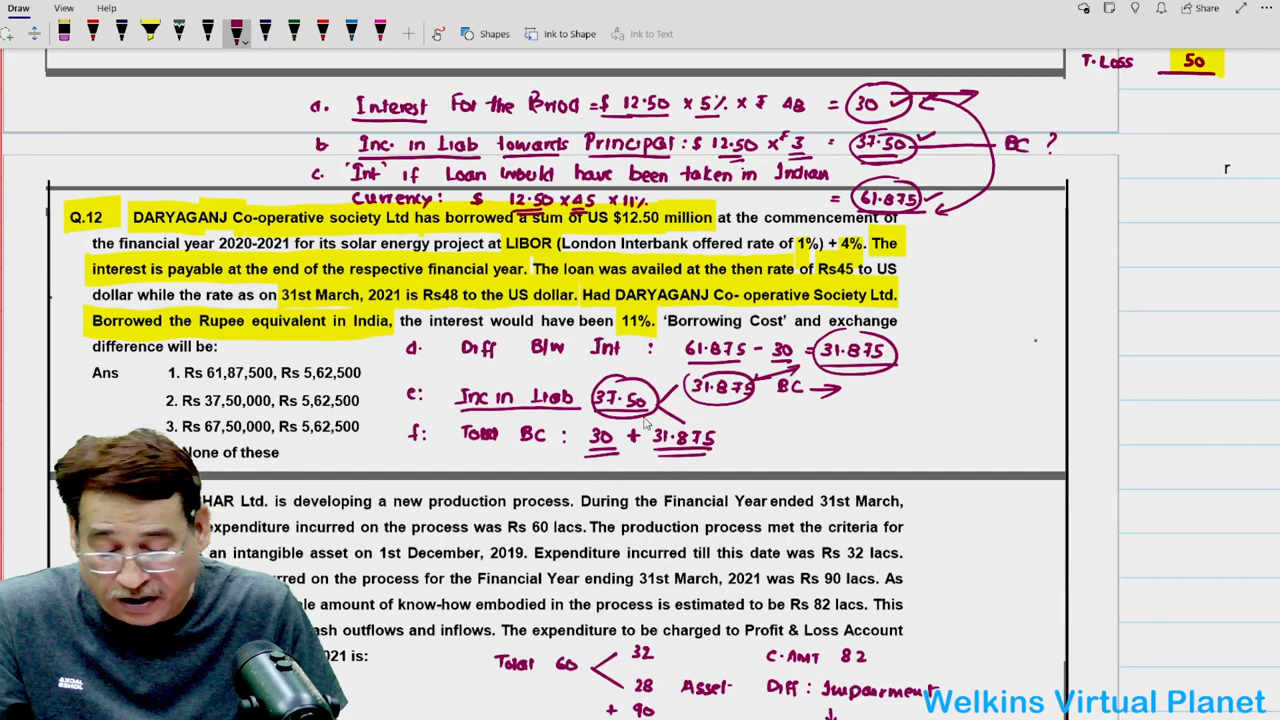 Draw View Help
Share
Shapes Ink to Shape Ink to Text
T. Loss 50
a. Interest For the Period = $ 12.50 × 5% × ₹ 48 = 30
b Inc. in Liab towards Principal : $ 12.50 × ₹ 3 = 37.50 BC ?
c. 'Int' if Loan would have been taken in Indian
r
Currency : $ 12.50 × 45 × 11% = 61.875
Q.12 DARYAGANJ Co-operative society Ltd has borrowed a sum of US $12.50 million at the commencement of
the financial year 2020-2021 for its solar energy project at LIBOR (London Interbank offered rate of 1%) + 4%. The
interest is payable at the end of the respective financial year. The loan was availed at the then rate of Rs45 to US
dollar while the rate as on 31st March, 2021 is Rs48 to the US dollar. Had DARYAGANJ Co- operative Society Ltd.
Borrowed the Rupee equivalent in India, the interest would have been 11%. 'Borrowing Cost' and exchange
difference will be:
d. Diff B/w Int : 61.875 - 30 = 31.875
Ans 1. Rs 61,87,500, Rs 5,62,500
e: Inc in Liab 37.50 31.875 BC →
2. Rs 37,50,000, Rs 5,62,500
3. Rs 67,50,000, Rs 5,62,500
f: Total BC : 30 + 31.875
None of these
HAR Ltd. is developing a new production process. During the Financial Year ended 31st March,
expenditure incurred on the process was Rs 60 lacs. The production process met the criteria for
an intangible asset on 1st December, 2019. Expenditure incurred till this date was Rs 32 lacs.
rred on the process for the Financial Year ending 31st March, 2021 was Rs 90 lacs. As
le amount of know-how embodied in the process is estimated to be Rs 82 lacs. This
ash outflows and inflows. The expenditure to be charged to Profit & Loss Account
021 is:
Total 60 32 C. AMT 82
28 Asset Diff : Impairment
+ 90
Welkins Virtual Planet